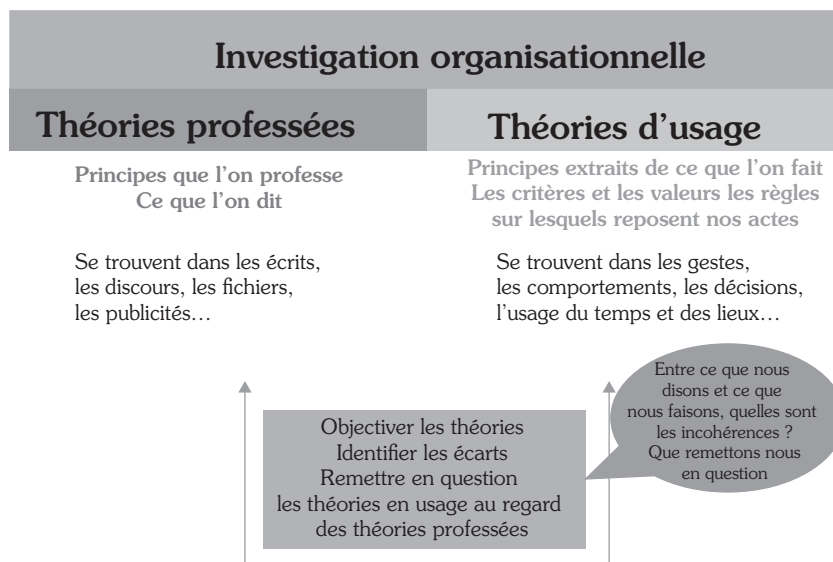 Investigation organisationnelle
Théories professées
Théories d’usage
Principes que l’on professe
Ce que l’on dit
Principes extraits de ce que l’on fait
Les critères et les valeurs les règles
sur lesquels reposent nos actes
Se trouvent dans les écrits,
les discours, les fichiers,
les publicités…
Se trouvent dans les gestes,
les comportements, les décisions,
l’usage du temps et des lieux…
Entre ce que nous
disons et ce que
nous faisons, quelles sont
les incohérences ?
Que remettons nous
en question
Objectiver les théories
Identifier les écarts
Remettre en question
les théories en usage au regard
des théories professées